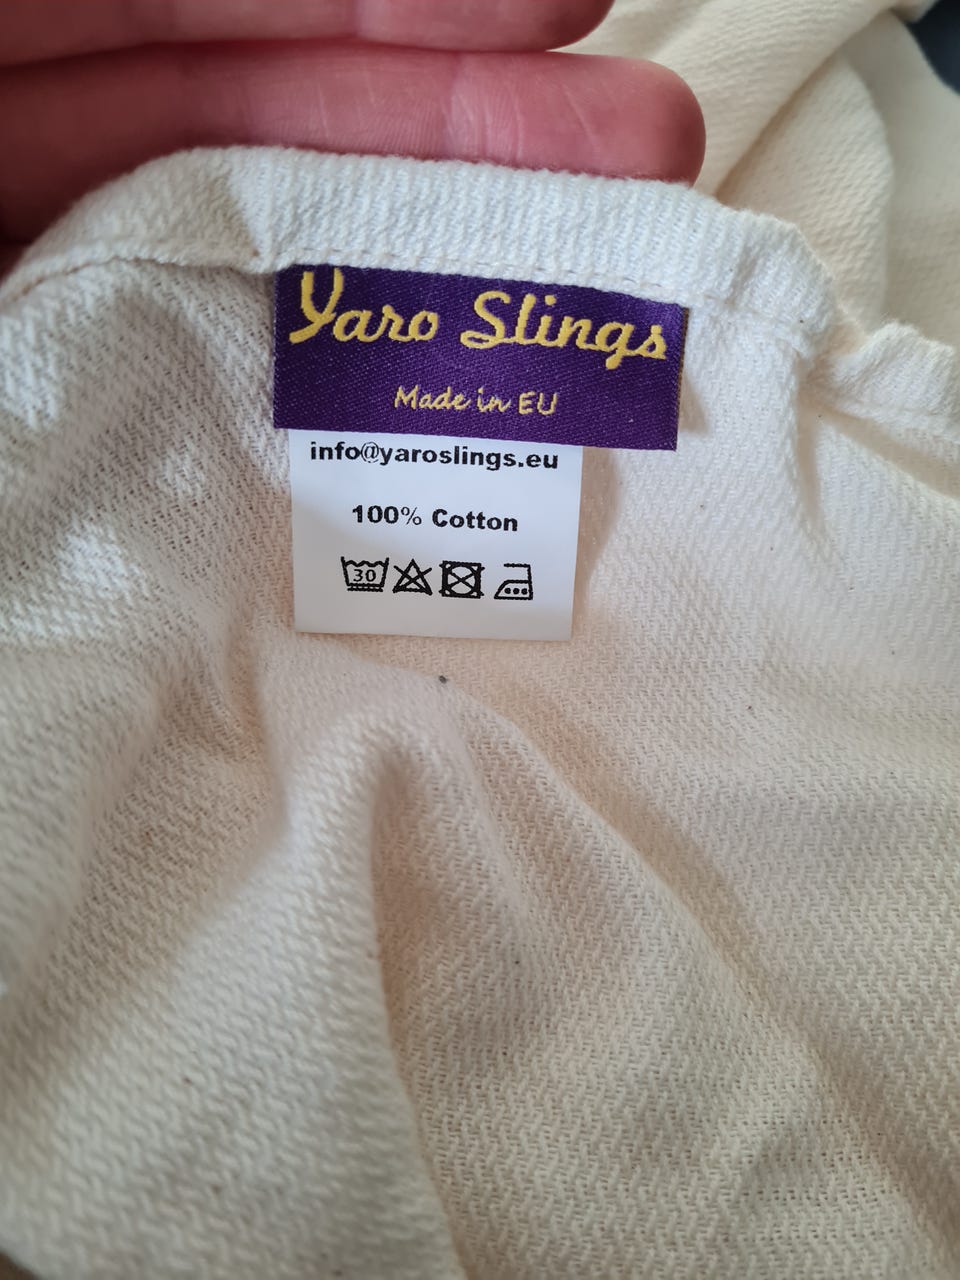 Yaro Slings
Made in EU
info@yaroslings.eu
100% Cotton
30